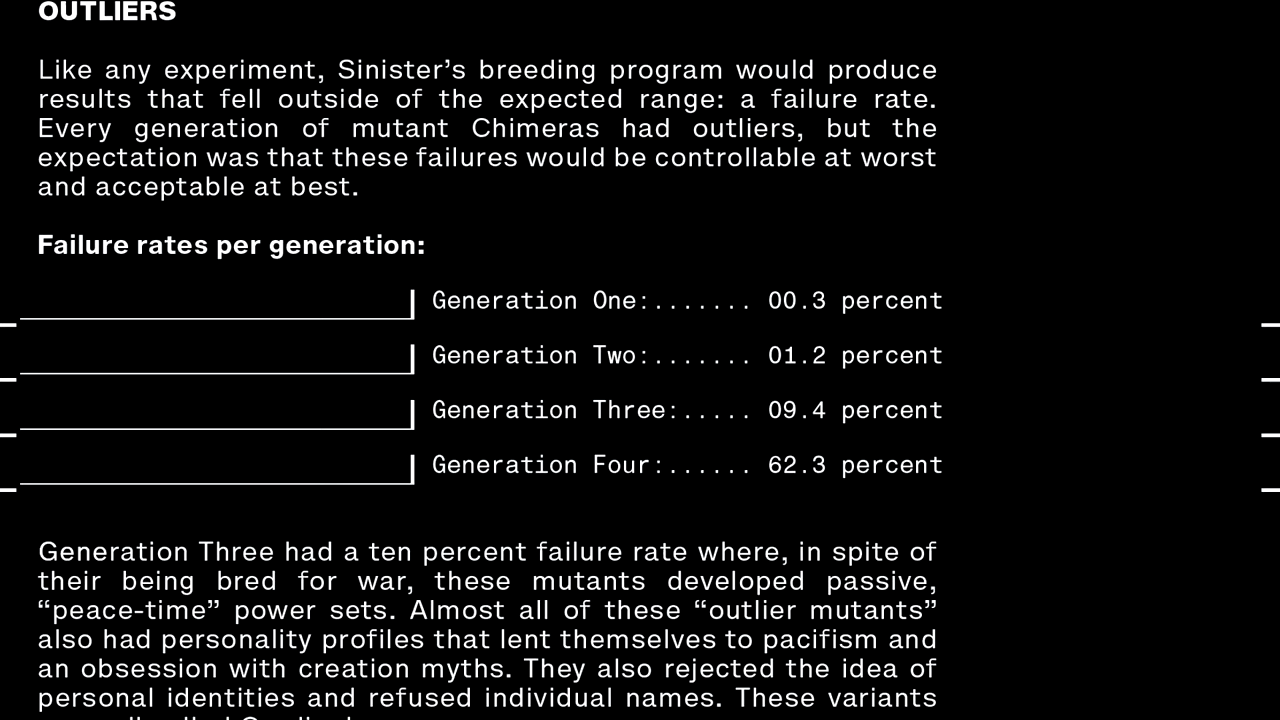 OUTLIERS
Like any experiment, Sinister’s breeding program would produce
results that fell outside of the expected range: a failure rate.
Every generation of mutant Chimeras had outliers, but the
expectation was that these failures would be controllable at worst
and acceptable at best.
Failure rates per generation:
Generation One:....... 00.3 percent
Generation Two:....... 01.2 percent
Generation Three:..... 09.4 percent
Generation Four:...... 62.3 percent
Generation Three had a ten percent failure rate where, in spite of
their being bred for war, these mutants developed passive,
“peace-time” power sets. Almost all of these “outlier mutants”
also had personality profiles that lent themselves to pacifism and
an obsession with creation myths. They also rejected the idea of
personal identities and refused individual names. These variants